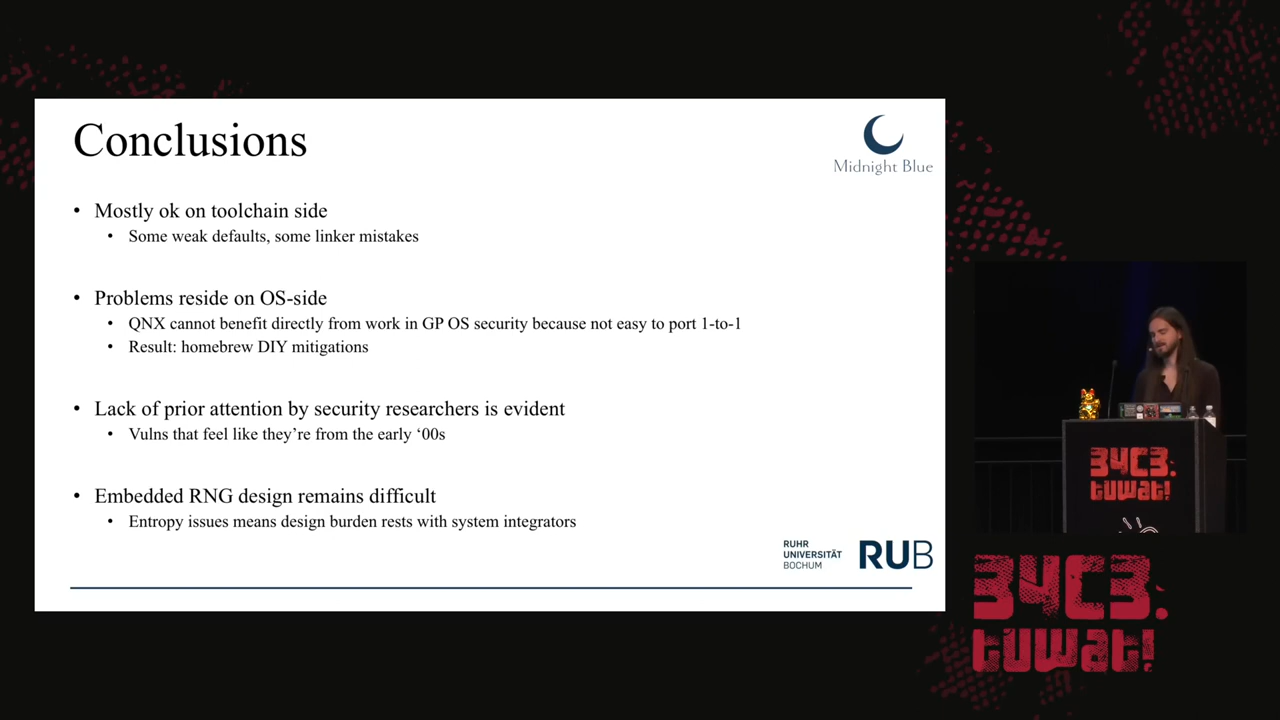 Conclusions
Midnight Blue
• Mostly ok on toolchain side
• Some weak defaults, some linker mistakes
• Problems reside on OS-side
• QNX cannot benefit directly from work in GP OS security because not easy to port 1-to-1
• Result: homebrew DIY mitigations
• Lack of prior attention by security researchers is evident
• Vulns that feel like they’re from the early ‘00s
• Embedded RNG design remains difficult
• Entropy issues means design burden rests with system integrators
RUHR
UNIVERSITÄT
BOCHUM
RUB
34C3.
tuwat!
34C3.
tuwat!